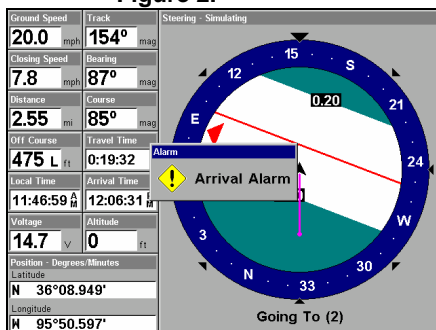 Figure 2.
Ground Speed Track
20.0 mph 154° mag
Closing Speed Bearing
7.8 mph 87° mag
Distance Course
2.55 mi 85° mag
Off Course Travel Time
475 L ft 0:19:32
Local Time Arrival Time
11:46:59 AM 12:06:31
Voltage Altitude
14.7 V 0 ft
Position - Degrees/Minutes
Latitude
N 36°08.949'
Longitude
W 95°50.597'
Steering - Simulating
15
S
12
21
0.20
E
24
W
3
30
N
33
Alarm
Arrival Alarm
Going To (2)